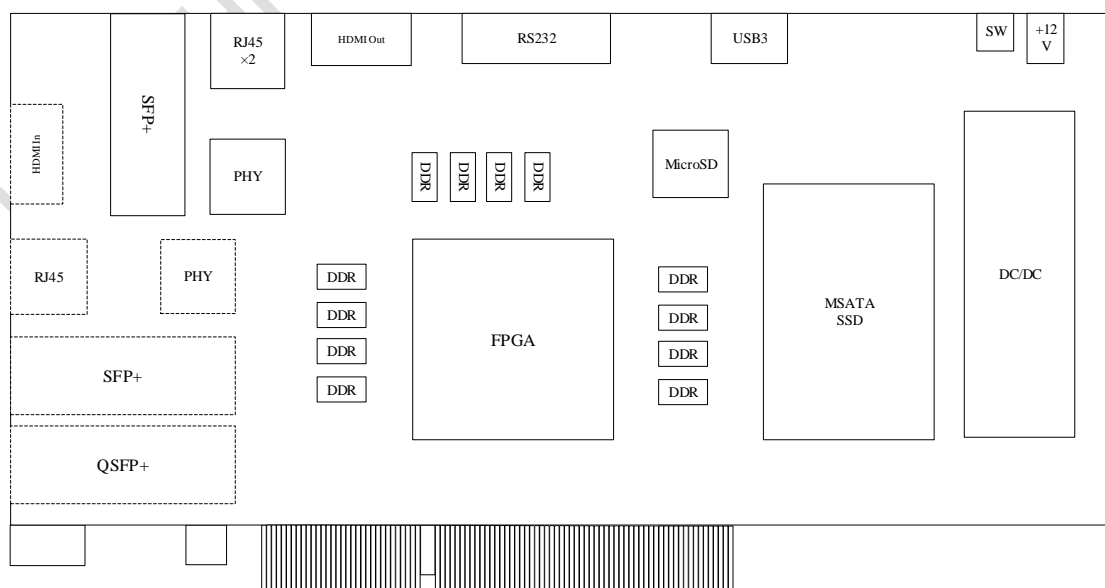 RJ45
×2
HDMI Out
RS232
USB3
SW
+12
V
SFP+
HDMI In
PHY
DDR
DDR
DDR
DDR
MicroSD
RJ45
PHY
DDR
DDR
DDR
DDR
FPGA
DDR
DDR
DDR
DDR
MSATA
SSD
DC/DC
SFP+
QSFP+